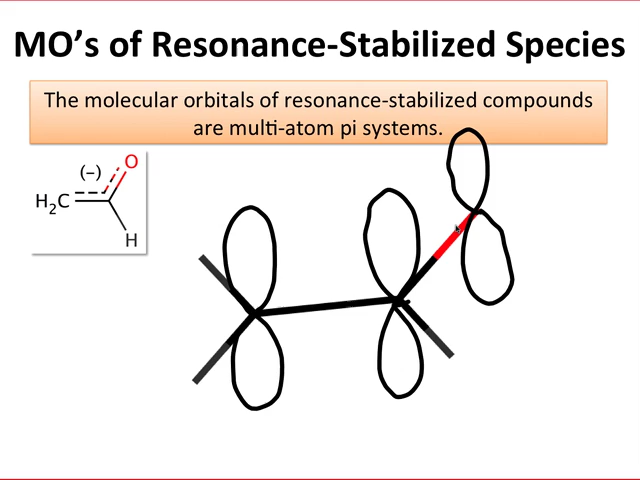 MO’s of Resonance-Stabilized Species
The molecular orbitals of resonance-stabilized compounds
are multi-atom pi systems.
(−)
O
H₂C
H